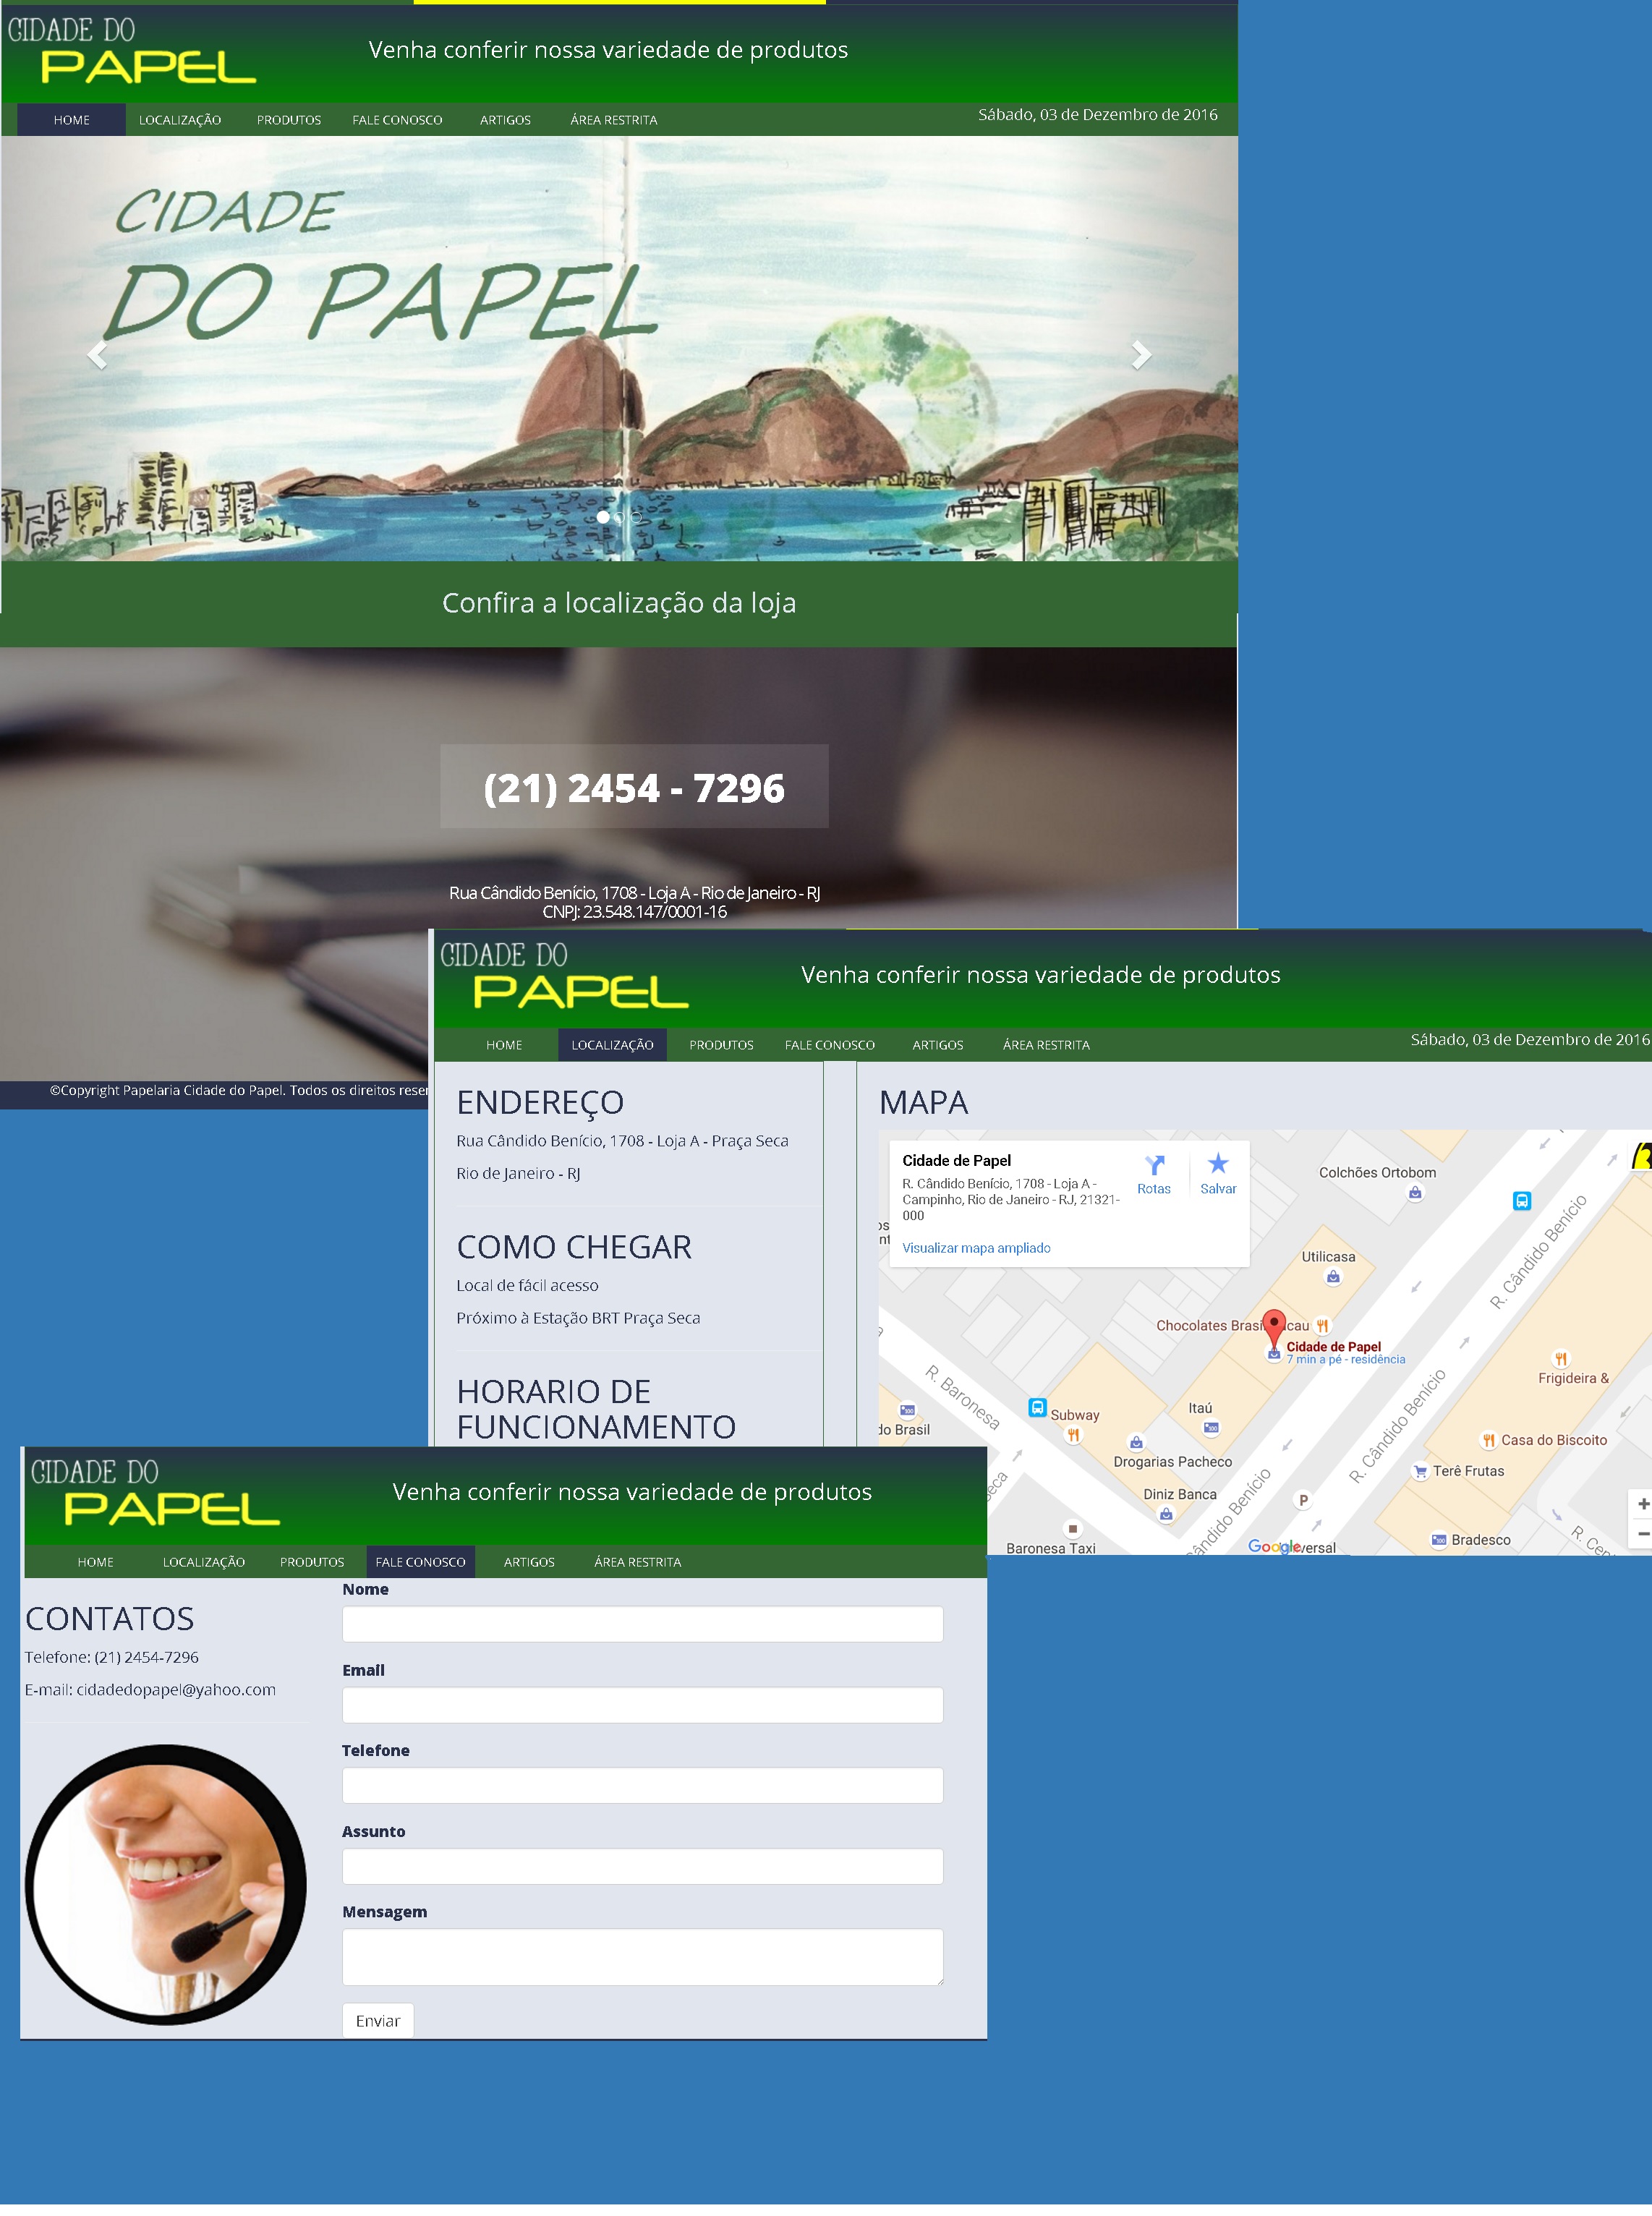 CIDADE DO
PAPEL
Venha conferir nossa variedade de produtos
HOME LOCALIZAÇÃO PRODUTOS FALE CONOSCO ARTIGOS ÁREA RESTRITA
Sábado, 03 de Dezembro de 2016
CIDADE
DO PAPEL
Confira a localização da loja
(21) 2454 - 7296
Rua Cândido Benício, 1708 - Loja A - Rio de Janeiro - RJ
CNPJ: 23.548.147/0001-16
©Copyright Papelaria Cidade do Papel. Todos os direitos reser
CIDADE DO
PAPEL
Venha conferir nossa variedade de produtos
HOME LOCALIZAÇÃO PRODUTOS FALE CONOSCO ARTIGOS ÁREA RESTRITA
Sábado, 03 de Dezembro de 2016
ENDEREÇO
Rua Cândido Benício, 1708 - Loja A - Praça Seca
Rio de Janeiro - RJ
COMO CHEGAR
Local de fácil acesso
Próximo à Estação BRT Praça Seca
HORARIO DE
FUNCIONAMENTO
MAPA
Cidade de Papel
R. Cândido Benício, 1708 - Loja A -
Campinho, Rio de Janeiro - RJ, 21321-
000
Rotas
Salvar
Visualizar mapa ampliado
Colchões Ortobom
R. Cândido Benício
Utilicasa
Chocolates Brasi cau
Cidade de Papel
7 min a pé - residência
Frigideira &
R. Baronesa
do Brasil
Subway
Itaú
R. Cândido Benício
Casa do Biscoito
Drogarias Pacheco
Terê Frutas
Diniz Banca
P
eca
ândido Benício
Bradesco
R. Cen
Baronesa Taxi
Google
versal
+
−
CIDADE DO
PAPEL
Venha conferir nossa variedade de produtos
HOME LOCALIZAÇÃO PRODUTOS FALE CONOSCO ARTIGOS ÁREA RESTRITA
CONTATOS
Telefone: (21) 2454-7296
E-mail: cidadedopapel@yahoo.com
Nome
Email
Telefone
Assunto
Mensagem
Enviar